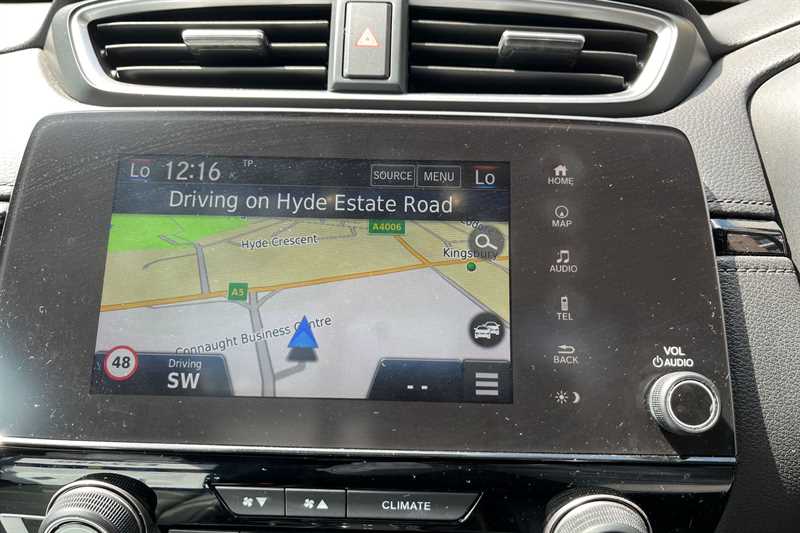 Lo 12:16 TP. SOURCE MENU Lo
Driving on Hyde Estate Road
A4006
Hyde Crescent
Kingsbury
A5
Connaught Business Centre
48
Driving
SW
--
HOME
MAP
AUDIO
TEL
BACK
VOL
AUDIO
CLIMATE